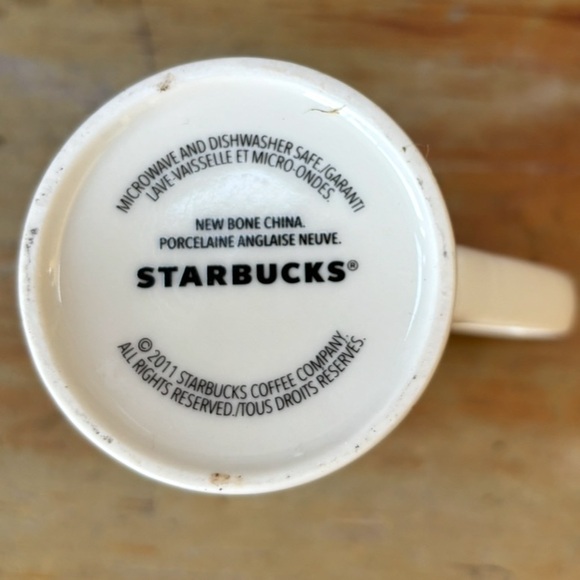 MICROWAVE AND DISHWASHER SAFE./GARANTI
LAVE-VAISSELLE ET MICRO-ONDES.
NEW BONE CHINA.
PORCELAINE ANGLAISE NEUVE.
STARBUCKS®
© 2011 STARBUCKS COFFEE COMPANY.
ALL RIGHTS RESERVED./TOUS DROITS RÉSERVÉS.